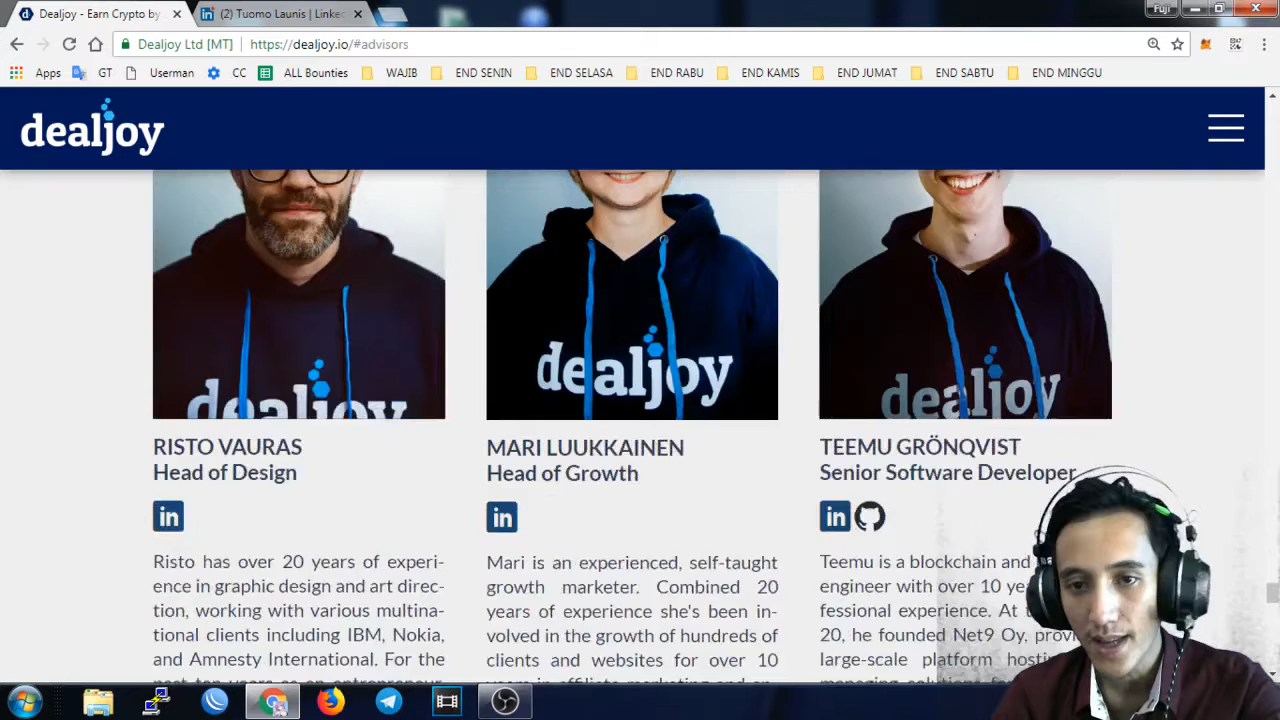 Dealjoy - Earn Crypto by
(2) Tuomo Launis | Linke
Fuji
Dealjoy Ltd [MT]
https://dealjoy.io/#advisors
Apps
GT
Userman
CC
ALL Bounties
WAJIB
END SENIN
END SELASA
END RABU
END KAMIS
END JUMAT
END SABTU
END MINGGU
dealjoy
dealjoy
dealjoy
dealjoy
RISTO VAURAS
Head of Design
in
Risto has over 20 years of experi-
ence in graphic design and art direc-
tion, working with various multina-
tional clients including IBM, Nokia,
and Amnesty International. For the
past ten years as an entrepreneur
MARI LUUKKAINEN
Head of Growth
in
Mari is an experienced, self-taught
growth marketer. Combined 20
years of experience she's been in-
volved in the growth of hundreds of
clients and websites for over 10
years in affiliate marketing and
TEEMU GRÖNQVIST
Senior Software Developer
in
Teemu is a blockchain and
engineer with over 10
fessional experience. At
20, he founded Net9 Oy,
large-scale platform
managing solutions